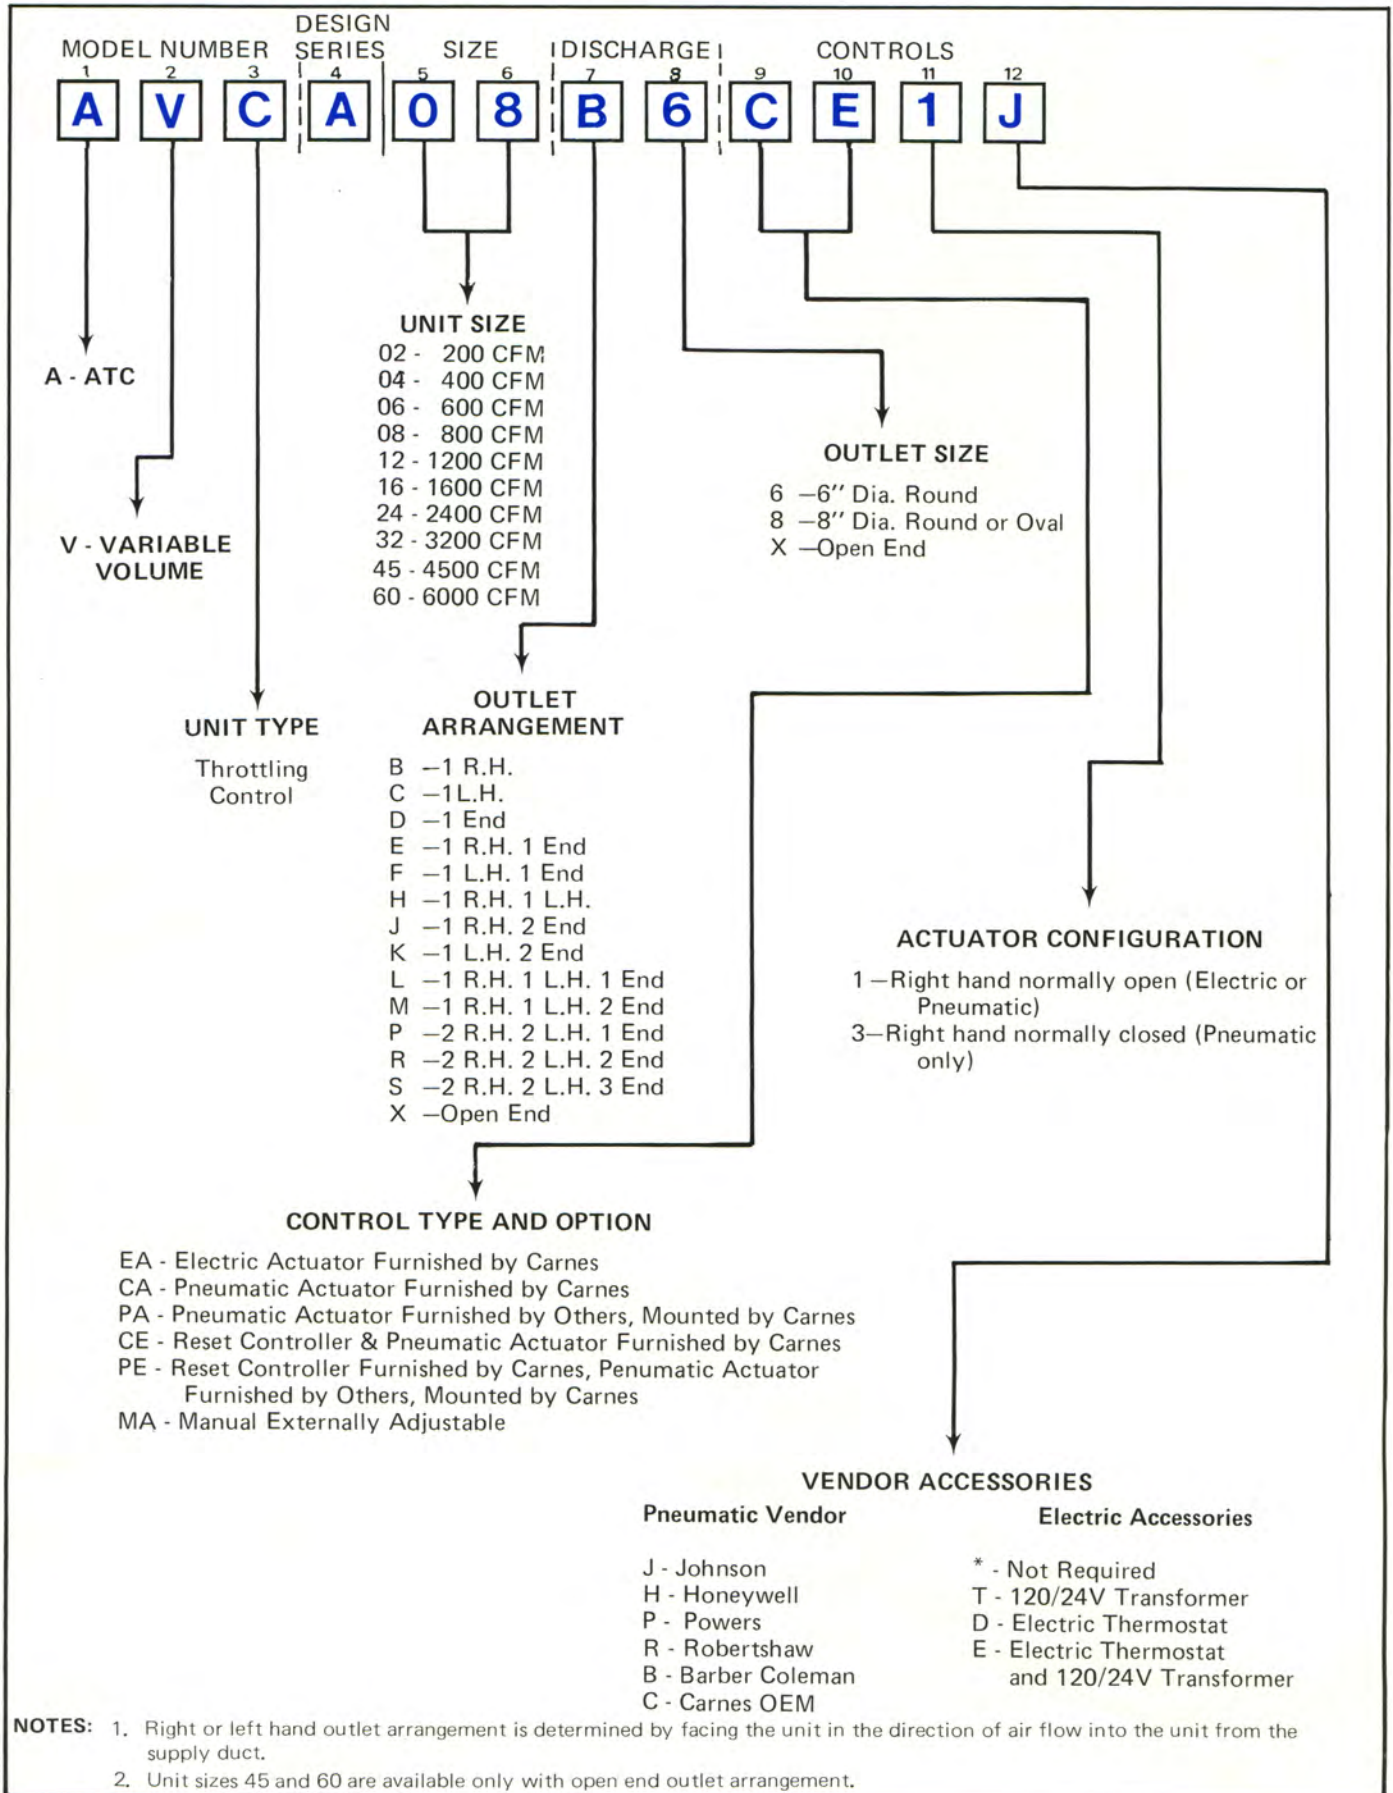 DESIGN
MODEL NUMBER SERIES SIZE DISCHARGE CONTROLS
1 2 3 4 5 6 7 8 9 10 11 12
A V C A 0 8 B 6 C E 1 J
A - ATC
V - VARIABLE
VOLUME
UNIT TYPE
Throttling
Control
UNIT SIZE
02 - 200 CFM
04 - 400 CFM
06 - 600 CFM
08 - 800 CFM
12 - 1200 CFM
16 - 1600 CFM
24 - 2400 CFM
32 - 3200 CFM
45 - 4500 CFM
60 - 6000 CFM
OUTLET
ARRANGEMENT
B –1 R.H.
C –1L.H.
D –1 End
E –1 R.H. 1 End
F –1 L.H. 1 End
H –1 R.H. 1 L.H.
J –1 R.H. 2 End
K –1 L.H. 2 End
L –1 R.H. 1 L.H. 1 End
M –1 R.H. 1 L.H. 2 End
P –2 R.H. 2 L.H. 1 End
R –2 R.H. 2 L.H. 2 End
S –2 R.H. 2 L.H. 3 End
X –Open End
OUTLET SIZE
6 –6" Dia. Round
8 –8" Dia. Round or Oval
X –Open End
ACTUATOR CONFIGURATION
1 –Right hand normally open (Electric or
Pneumatic)
3–Right hand normally closed (Pneumatic
only)
CONTROL TYPE AND OPTION
EA - Electric Actuator Furnished by Carnes
CA - Pneumatic Actuator Furnished by Carnes
PA - Pneumatic Actuator Furnished by Others, Mounted by Carnes
CE - Reset Controller & Pneumatic Actuator Furnished by Carnes
PE - Reset Controller Furnished by Carnes, Penumatic Actuator
Furnished by Others, Mounted by Carnes
MA - Manual Externally Adjustable
VENDOR ACCESSORIES
Pneumatic Vendor
J - Johnson
H - Honeywell
P - Powers
R - Robertshaw
B - Barber Coleman
C - Carnes OEM
Electric Accessories
* - Not Required
T - 120/24V Transformer
D - Electric Thermostat
E - Electric Thermostat
and 120/24V Transformer
NOTES: 1. Right or left hand outlet arrangement is determined by facing the unit in the direction of air flow into the unit from the
supply duct.
2. Unit sizes 45 and 60 are available only with open end outlet arrangement.